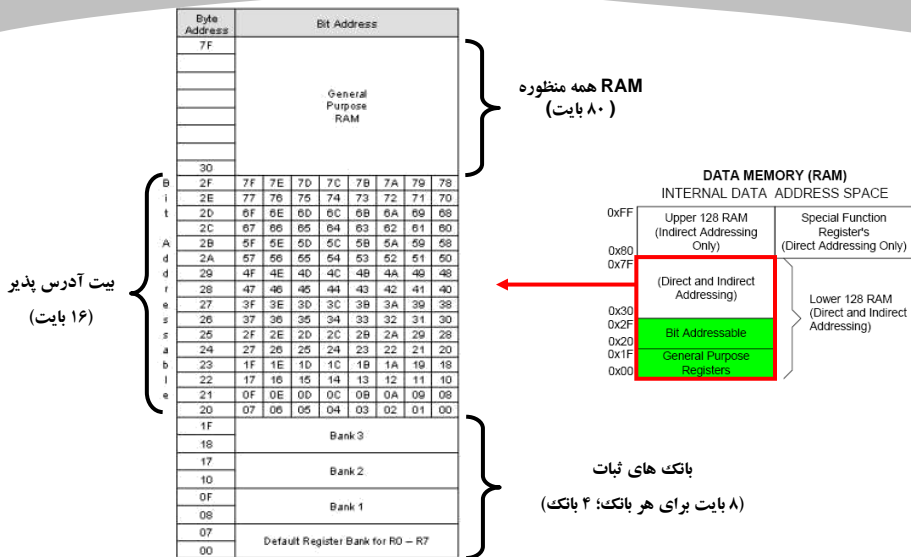 Byte Address Bit Address
7F
General
Purpose
RAM
30
2F 7F 7E 7D 7C 7B 7A 79 78
2E 77 76 75 74 73 72 71 70
2D 6F 6E 6D 6C 6B 6A 69 68
2C 67 66 65 64 63 62 61 60
2B 5F 5E 5D 5C 5B 5A 59 58
2A 57 56 55 54 53 52 51 50
29 4F 4E 4D 4C 4B 4A 49 48
28 47 46 45 44 43 42 41 40
27 3F 3E 3D 3C 3B 3A 39 38
26 37 36 35 34 33 32 31 30
25 2F 2E 2D 2C 2B 2A 29 28
24 27 26 25 24 23 22 21 20
23 1F 1E 1D 1C 1B 1A 19 18
22 17 16 15 14 13 12 11 10
21 0F 0E 0D 0C 0B 0A 09 08
20 07 06 05 04 03 02 01 00
1F
Bank 3
18
17
Bank 2
10
0F
Bank 1
08
07
Default Register Bank for R0 – R7
00
Bit Addressable
RAM همه منظوره
(۸۰ بایت)
بیت آدرس پذیر
(۱۶ بایت)
بانک های ثبات
(۸ بایت برای هر بانک؛ ۴ بانک)
DATA MEMORY (RAM)
INTERNAL DATA ADDRESS SPACE
0xFF
Upper 128 RAM
(Indirect Addressing
Only)
Special Function
Register's
(Direct Addressing Only)
0x80
0x7F
(Direct and Indirect
Addressing)
0x30
0x2F
Bit Addressable
0x20
0x1F
General Purpose
Registers
0x00
Lower 128 RAM
(Direct and Indirect
Addressing)